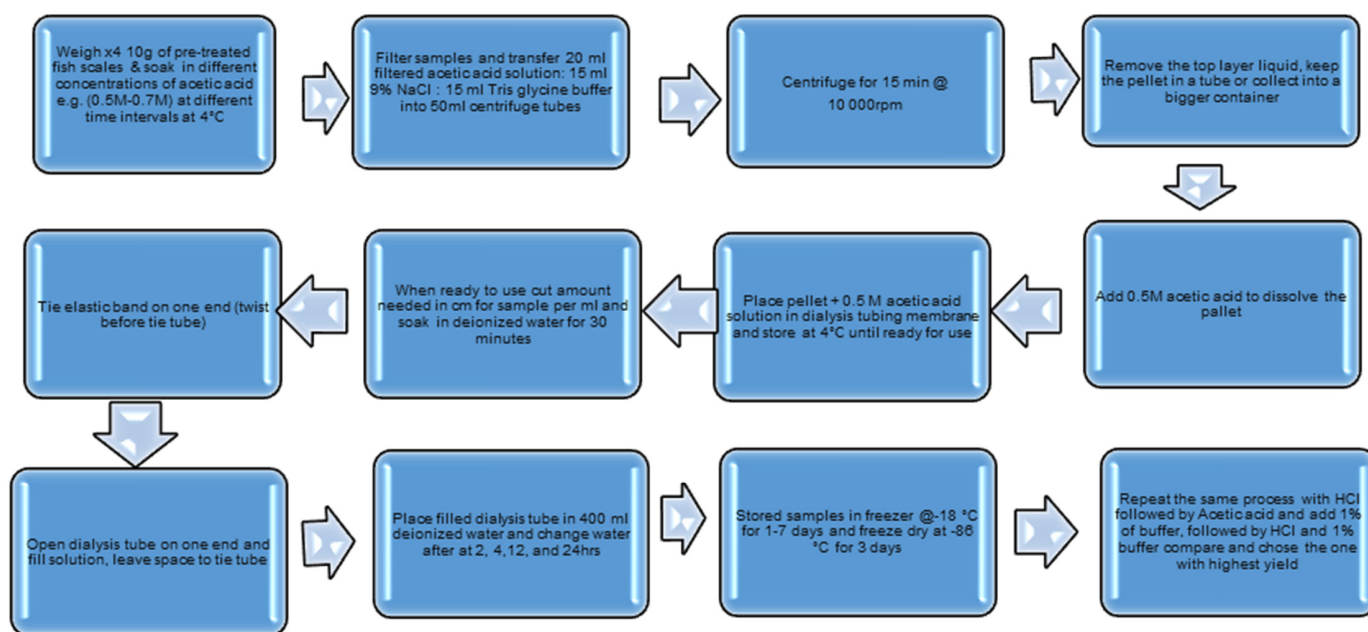 Weigh x4 10g of pre-treated
fish scales & soak in different
concentrations of acetic acid
e.g. (0.5M-0.7M) at different
time intervals at 4°C
Filter samples and transfer 20 ml
filtered acetic acid solution: 15 ml
9% NaCl : 15 ml Tris glycine buffer
into 50ml centrifuge tubes
Centrifuge for 15 min @
10 000rpm
Remove the top layer liquid, keep
the pellet in a tube or collect into a
bigger container
Add 0.5M acetic acid to dissolve the
pallet
Place pellet + 0.5 M acetic acid
solution in dialysis tubing membrane
and store at 4°C until ready for use
When ready to use cut amount
needed in cm for sample per ml and
soak in deionized water for 30
minutes
Tie elastic band on one end (twist
before tie tube)
Open dialysis tube on one end and
fill solution, leave space to tie tube
Place filled dialysis tube in 400 ml
deionized water and change water
after at 2, 4,12, and 24hrs
Stored samples in freezer @-18 °C
for 1-7 days and freeze dry at -86
°C for 3 days
Repeat the same process with HCl
followed by Acetic acid and add 1%
of buffer, followed by HCl and 1%
buffer compare and chose the one
with highest yield